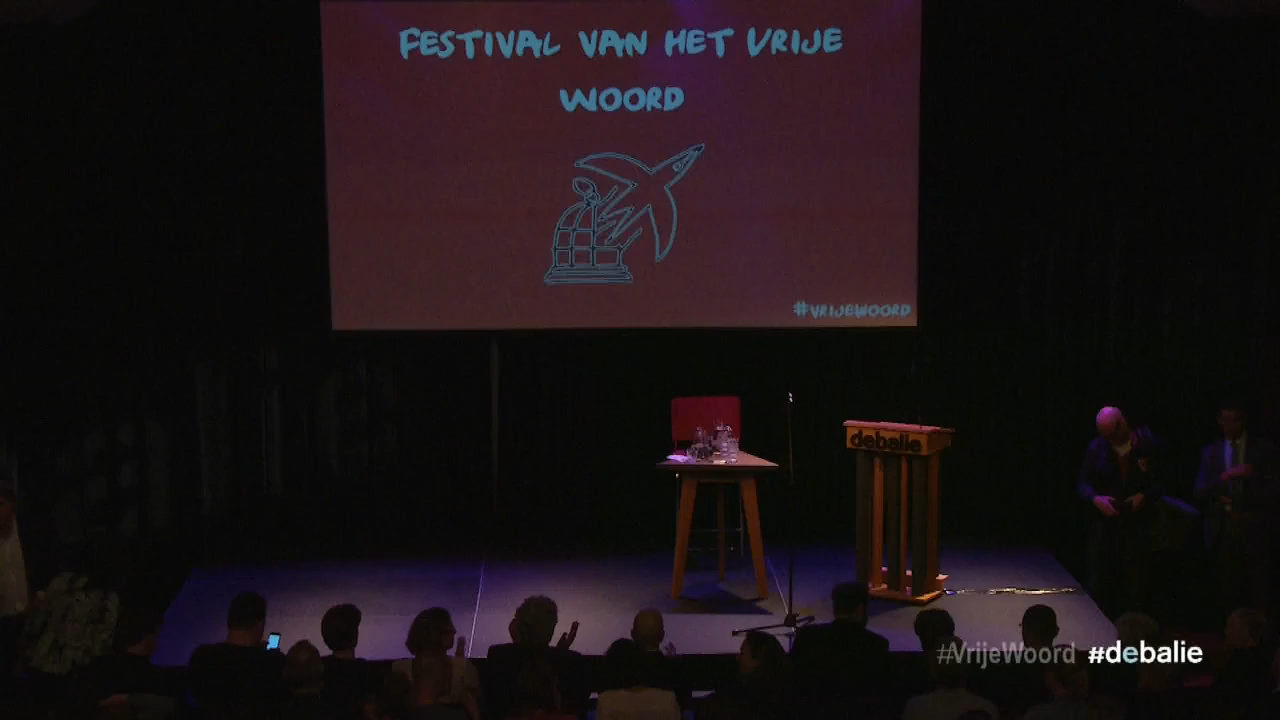 FESTIVAL VAN HET VRIJE
WOORD
#VRIJEWOORD
debalie
#VrijeWoord #debalie